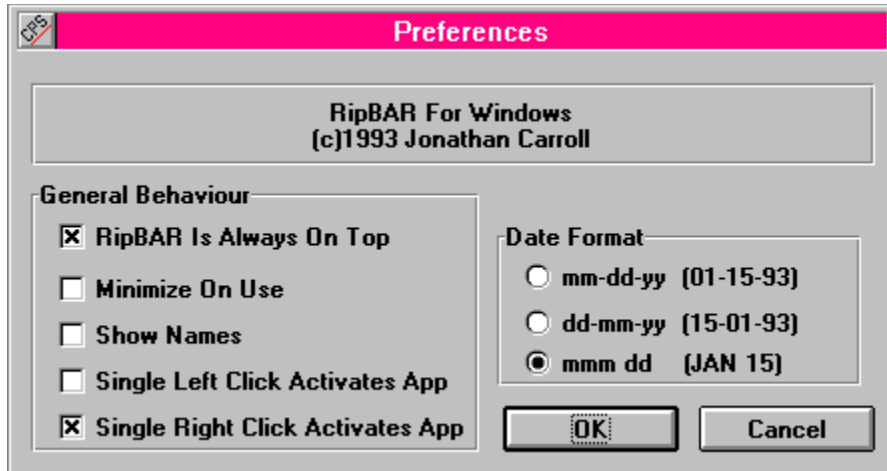 CPS
Preferences
RipBAR For Windows
(c)1993 Jonathan Carroll
General Behaviour
RipBAR Is Always On Top
Minimize On Use
Show Names
Single Left Click Activates App
Single Right Click Activates App
Date Format
mm-dd-yy (01-15-93)
dd-mm-yy (15-01-93)
mmm dd (JAN 15)
OK
Cancel